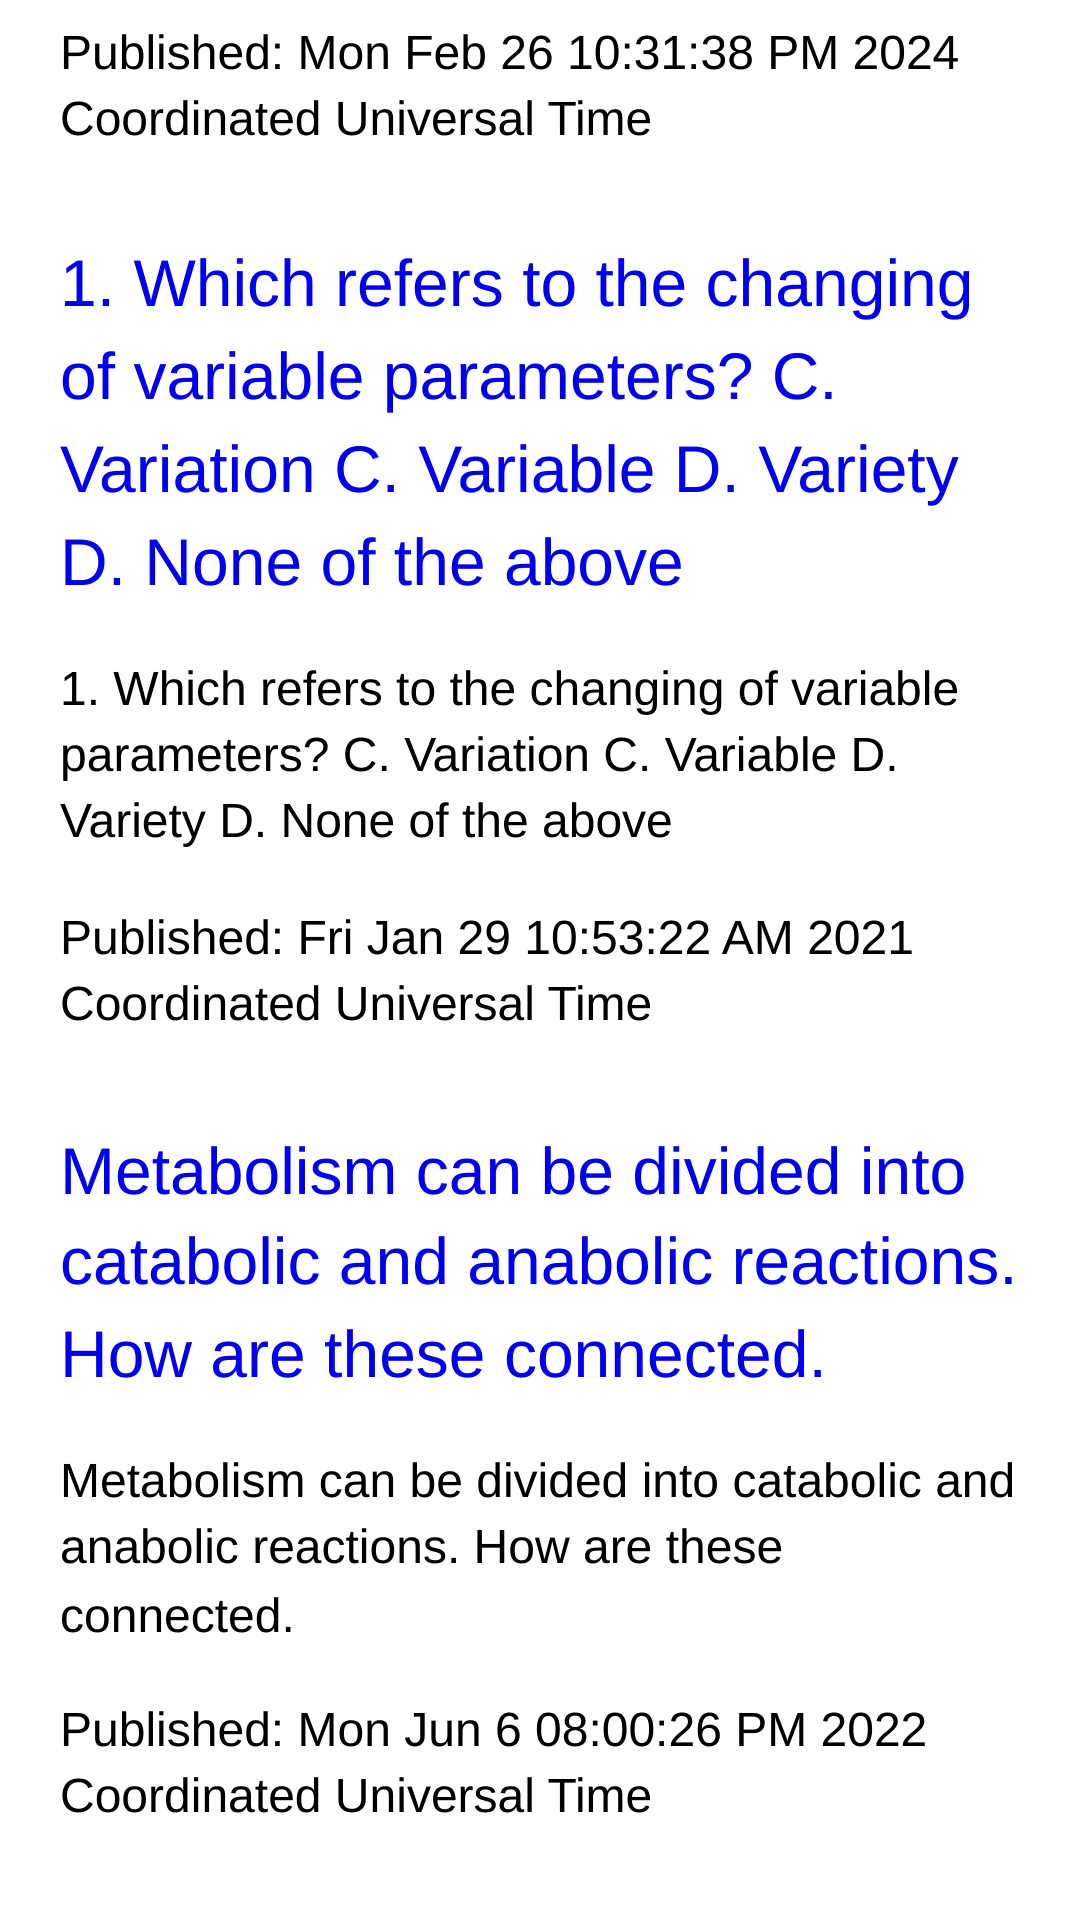 Published: Mon Feb 26 10:31:38 PM 2024
Coordinated Universal Time
1. Which refers to the changing
of variable parameters? C.
Variation C. Variable D. Variety
D. None of the above
1. Which refers to the changing of variable
parameters? C. Variation C. Variable D.
Variety D. None of the above
Published: Fri Jan 29 10:53:22 AM 2021
Coordinated Universal Time
Metabolism can be divided into
catabolic and anabolic reactions.
How are these connected.
Metabolism can be divided into catabolic and
anabolic reactions. How are these
connected.
Published: Mon Jun 6 08:00:26 PM 2022
Coordinated Universal Time